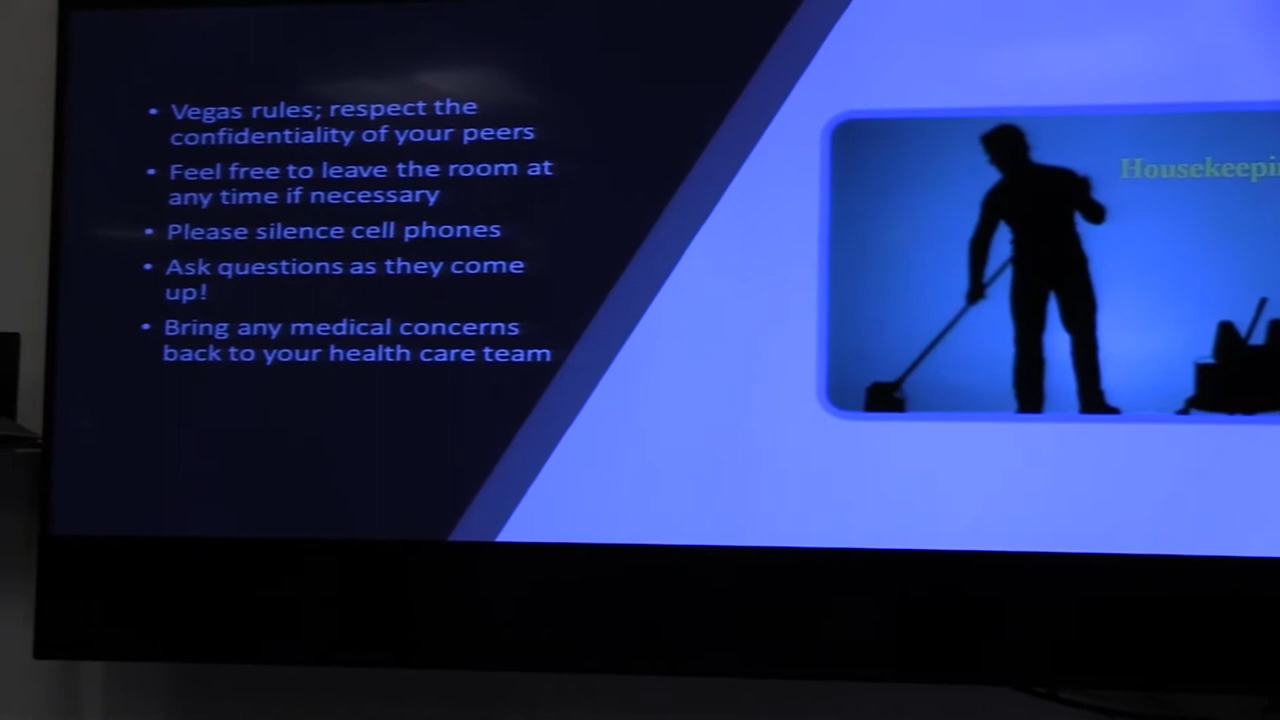 • Vegas rules; respect the
confidentiality of your peers
• Feel free to leave the room at
any time if necessary
• Please silence cell phones
• Ask questions as they come
up!
• Bring any medical concerns
back to your health care team
Housekeepin